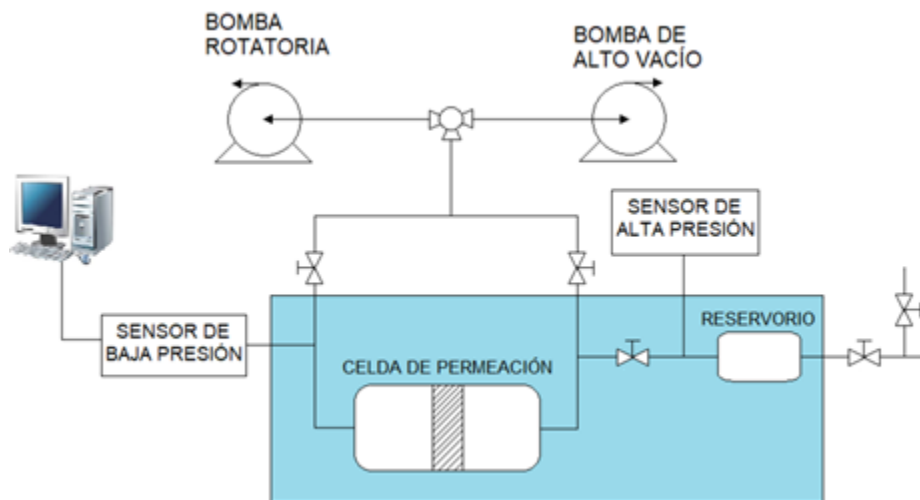 BOMBA
ROTATORIA
BOMBA DE
ALTO VACÍO
SENSOR DE
ALTA PRESIÓN
SENSOR DE
BAJA PRESIÓN
RESERVORIO
CELDA DE PERMEACIÓN